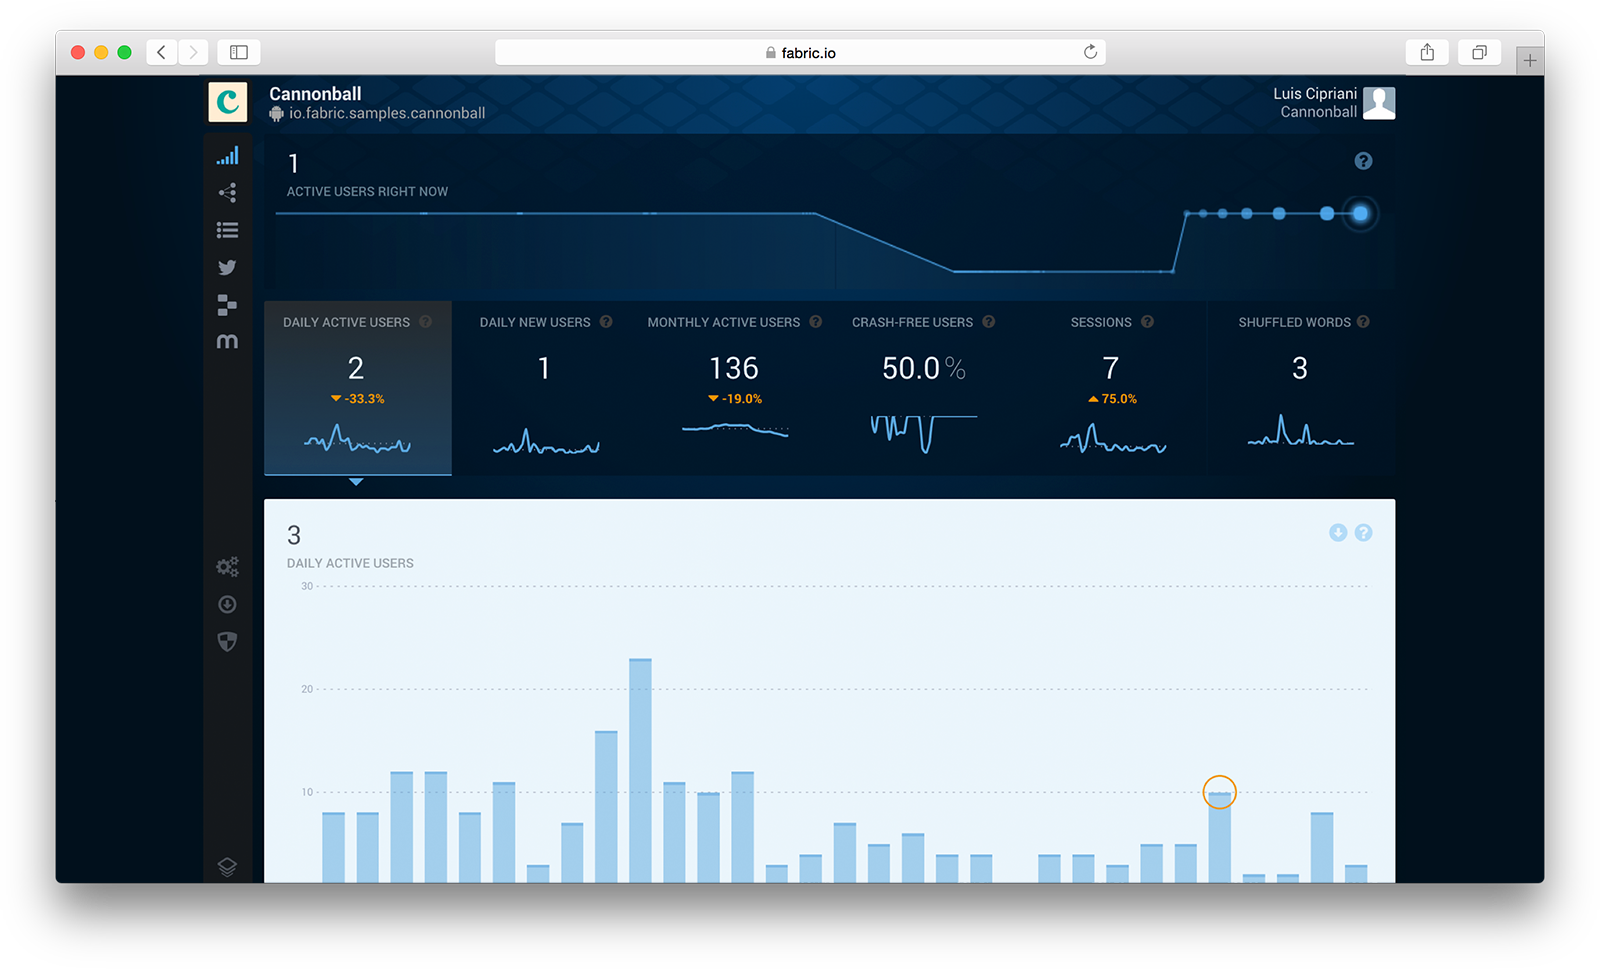 fabric.io
Cannonball
io.fabric.samples.cannonball
Luis Cipriani
Cannonball
1
ACTIVE USERS RIGHT NOW
DAILY ACTIVE USERS
2
-33.3%
DAILY NEW USERS
1
MONTHLY ACTIVE USERS
136
-19.0%
CRASH-FREE USERS
50.0%
SESSIONS
7
75.0%
SHUFFLED WORDS
3
3
DAILY ACTIVE USERS
30
20
10